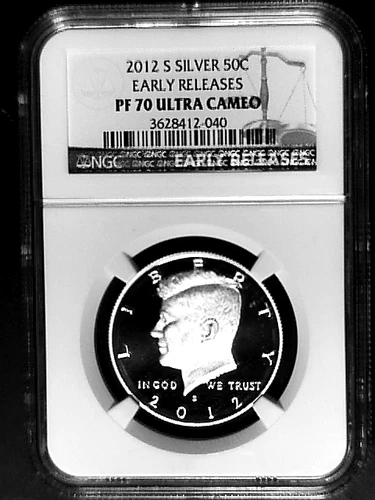 2012 S SILVER 50C
EARLY RELEASES
PF 70 ULTRA CAMEO
3628412-040
NGC EARLY RELEASES
LIBERTY
IN GOD WE TRUST
S
2012